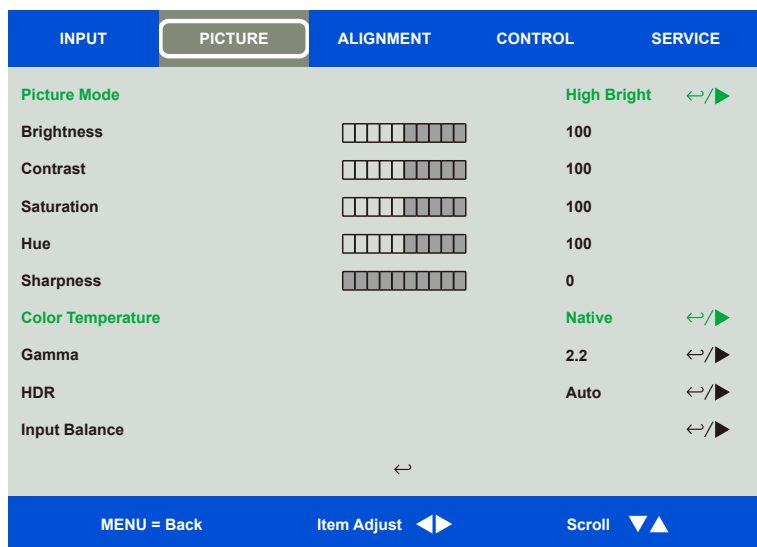 INPUT PICTURE ALIGNMENT CONTROL SERVICE
Picture Mode High Bright ↩/▶
Brightness 100
Contrast 100
Saturation 100
Hue 100
Sharpness 0
Color Temperature Native ↩/▶
Gamma 2.2 ↩/▶
HDR Auto ↩/▶
Input Balance ↩/▶
↩
MENU = Back Item Adjust ◀▶ Scroll ▼▲